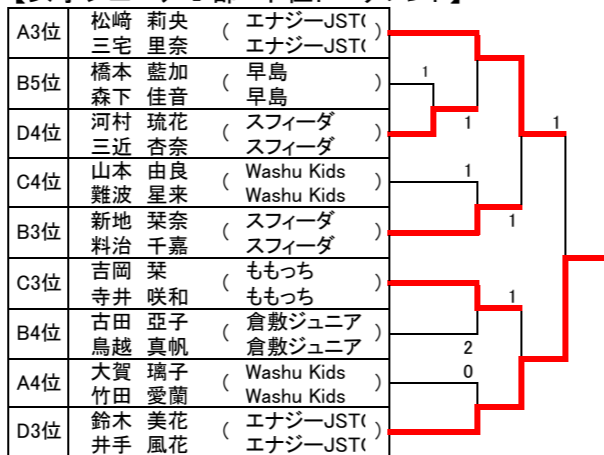 A3位 松﨑 莉央 ( エナジーJST(
三宅 里奈 エナジーJST( )
B5位 橋本 藍加 ( 早島 )
森下 佳音 早島
D4位 河村 琉花 ( スフィーダ )
三近 杏奈 スフィーダ
C4位 山本 由良 ( Washu Kids )
難波 星来 Washu Kids
B3位 新地 栞奈 ( スフィーダ )
料治 千嘉 スフィーダ
C3位 吉岡 栞 ( ももっち )
寺井 咲和 ももっち
B4位 古田 亞子 ( 倉敷ジュニア )
鳥越 真帆 倉敷ジュニア
A4位 大賀 璃子 ( Washu Kids )
竹田 愛蘭 Washu Kids
D3位 鈴木 美花 ( エナジーJST( )
井手 風花 エナジーJST(
1
1
1
1
1
1
2
0